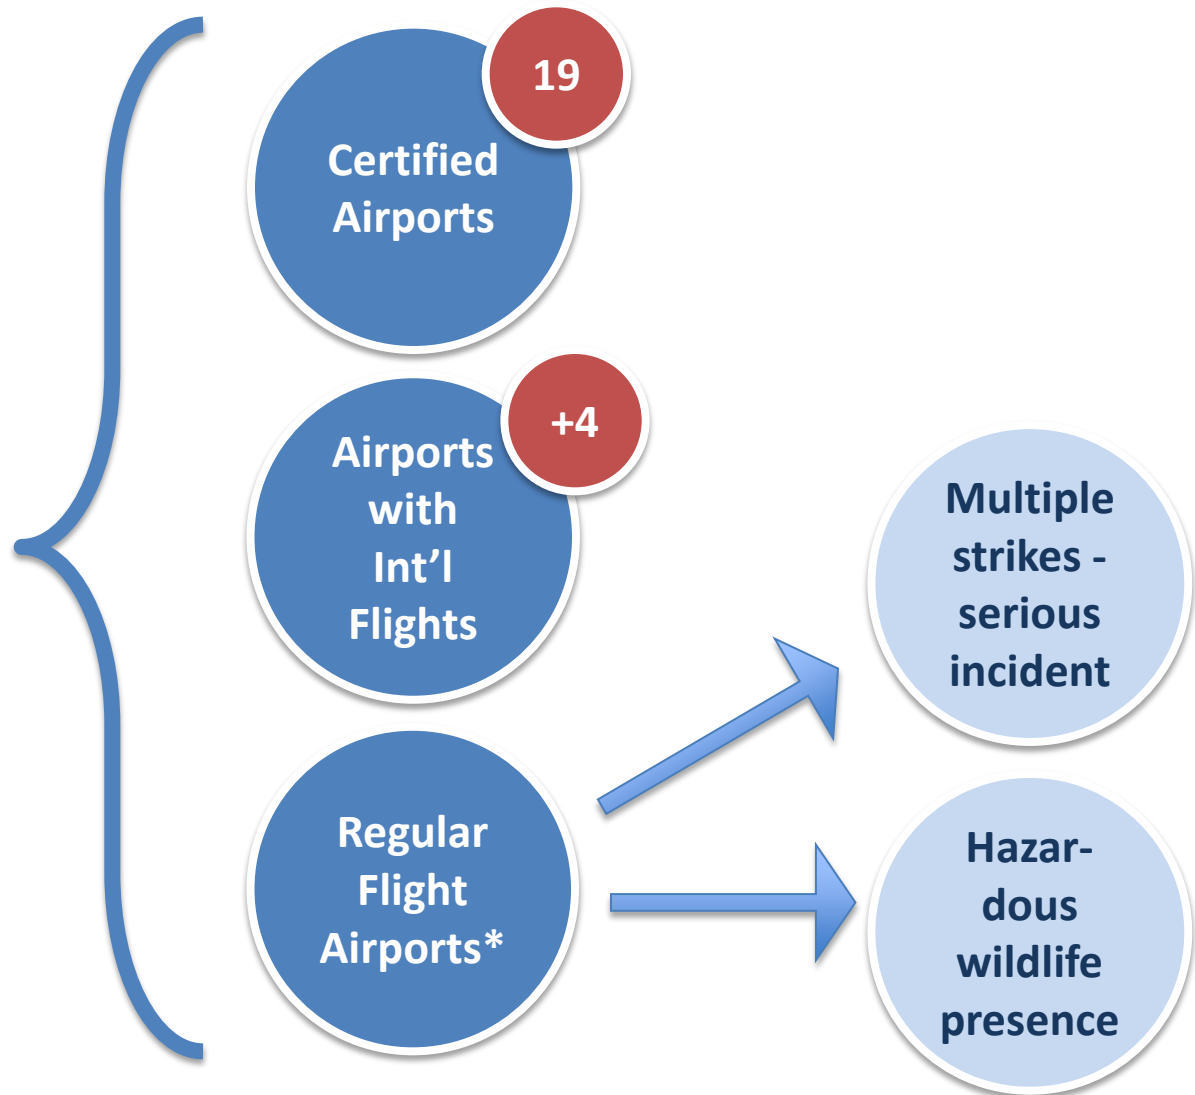 19
Certified
Airports
+4
Airports
with
Int’l
Flights
Regular
Flight
Airports*
Multiple
strikes -
serious
incident
Hazar-
dous
wildlife
presence